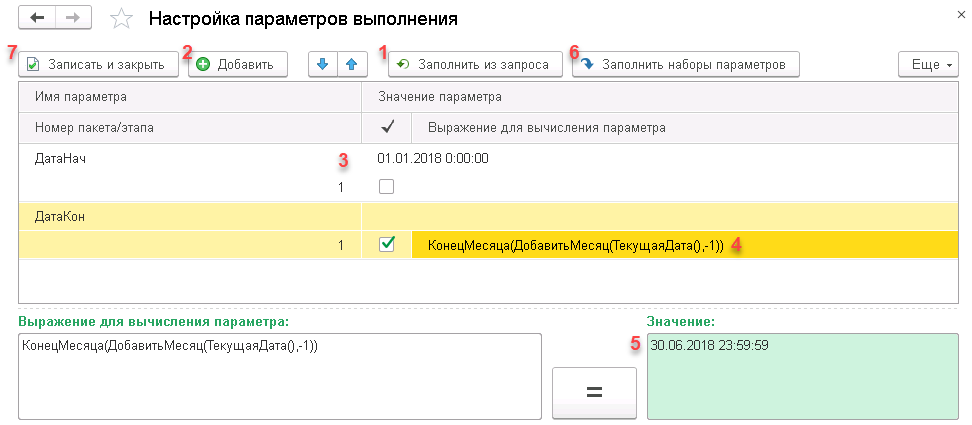 Настройка параметров выполнения
7 Записать и закрыть 2 Добавить 1 Заполнить из запроса 6 Заполнить наборы параметров Еще
Имя параметра Значение параметра
Номер пакета/этапа Выражение для вычисления параметра
ДатаНач 3 01.01.2018 0:00:00
1
ДатаКон
1 КонецМесяца(ДобавитьМесяц(ТекущаяДата(),-1)) 4
Выражение для вычисления параметра: Значение:
КонецМесяца(ДобавитьМесяц(ТекущаяДата(),-1)) 5 30.06.2018 23:59:59
=